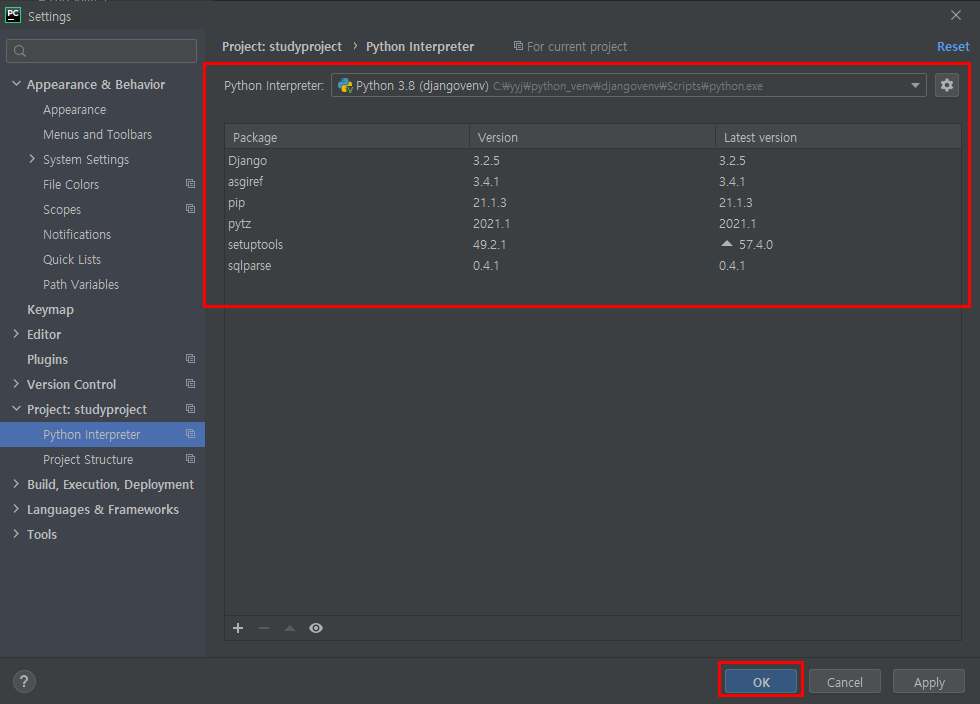 PC Settings
Project: studyproject › Python Interpreter For current project Reset
Appearance & Behavior
Appearance
Menus and Toolbars
System Settings
File Colors
Scopes
Notifications
Quick Lists
Path Variables
Keymap
Editor
Plugins
Version Control
Project: studyproject
Python Interpreter
Project Structure
Build, Execution, Deployment
Languages & Frameworks
Tools
Python Interpreter: Python 3.8 (djangovenv) C:₩yyj₩python_venv₩djangovenv₩Scripts₩python.exe
Package Version Latest version
Django 3.2.5 3.2.5
asgiref 3.4.1 3.4.1
pip 21.1.3 21.1.3
pytz 2021.1 2021.1
setuptools 49.2.1 57.4.0
sqlparse 0.4.1 0.4.1
? OK Cancel Apply